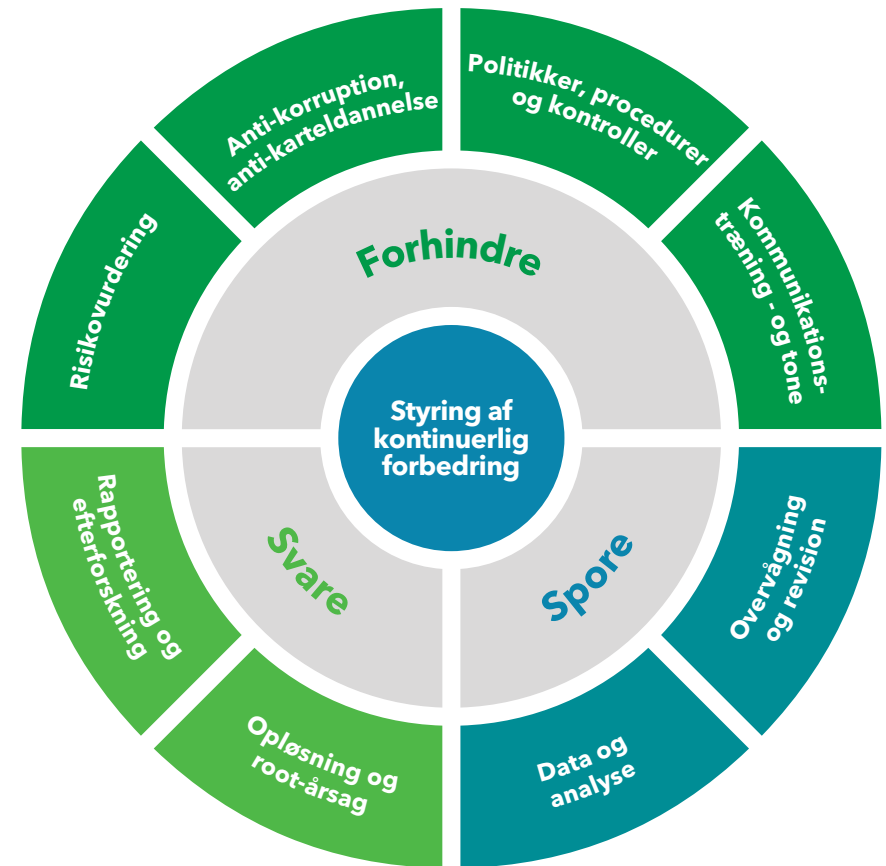 Anti-korruption,
anti-karteldannelse
Politikker, procedurer
og kontroller
Risikovurdering
Kommunikations-
træning - og tone
Forhindre
Styring af
kontinuerlig
forbedring
Svare
Spore
Rapportering og
efterforskning
Overvågning
og revision
Opløsning og
root-årsag
Data og
analyse